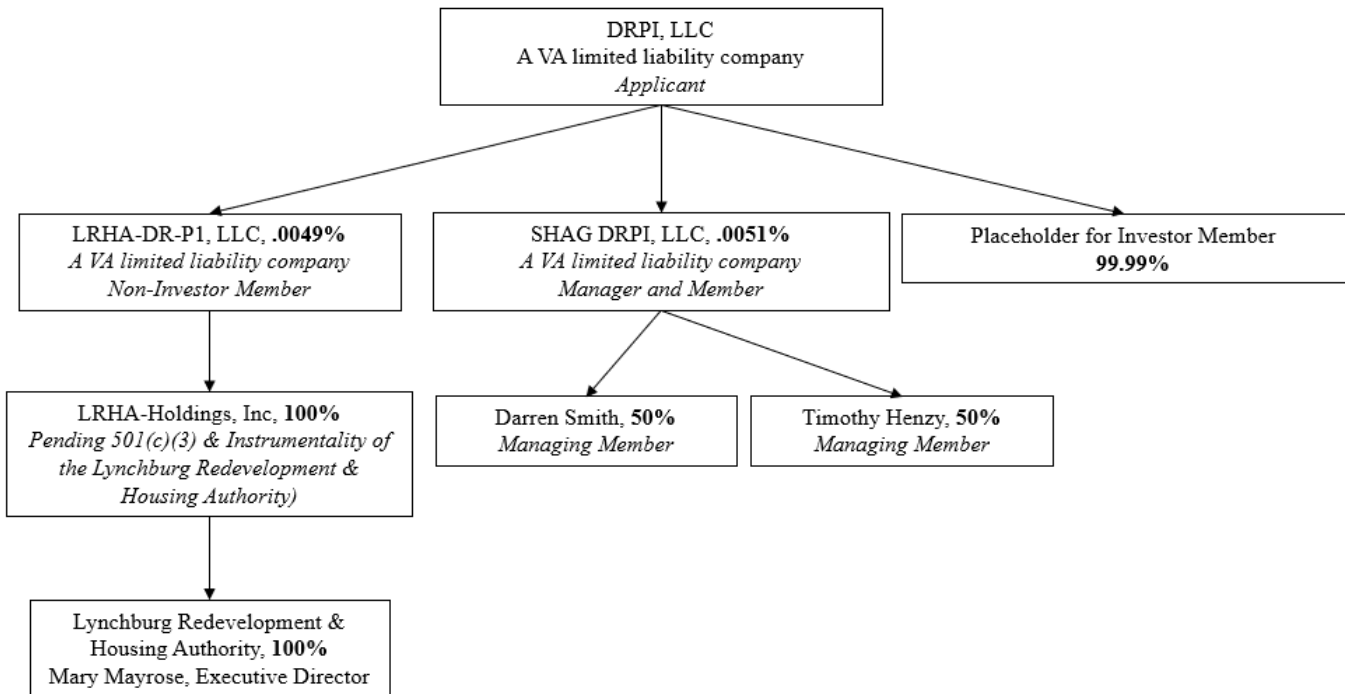 DRPI, LLC
A VA limited liability company
Applicant
LRHA-DR-P1, LLC, .0049%
A VA limited liability company
Non-Investor Member
SHAG DRPI, LLC, .0051%
A VA limited liability company
Manager and Member
Placeholder for Investor Member
99.99%
LRHA-Holdings, Inc, 100%
Pending 501(c)(3) & Instrumentality of
the Lynchburg Redevelopment &
Housing Authority)
Darren Smith, 50%
Managing Member
Timothy Henzy, 50%
Managing Member
Lynchburg Redevelopment &
Housing Authority, 100%
Mary Mayrose, Executive Director